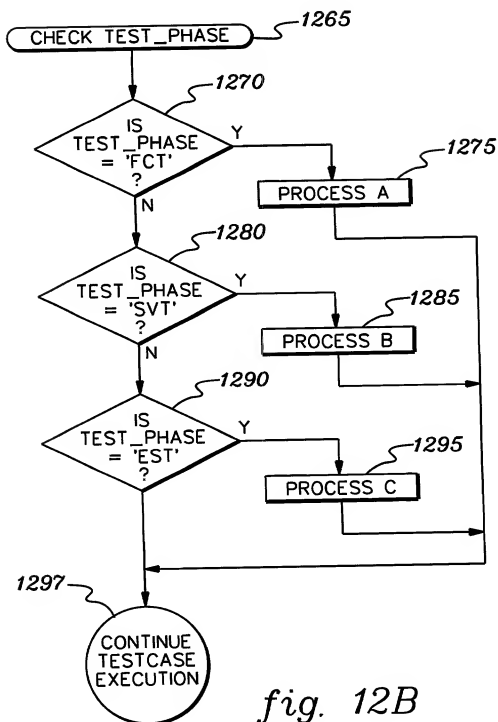 CHECK TEST_PHASE
1265
1270
IS
TEST_PHASE
= 'FCT'
?
Y
N
1275
PROCESS A
1280
IS
TEST_PHASE
= 'SVT'
?
Y
N
1285
PROCESS B
1290
IS
TEST_PHASE
= 'EST'
?
Y
1295
PROCESS C
1297
CONTINUE
TESTCASE
EXECUTION
fig. 12B